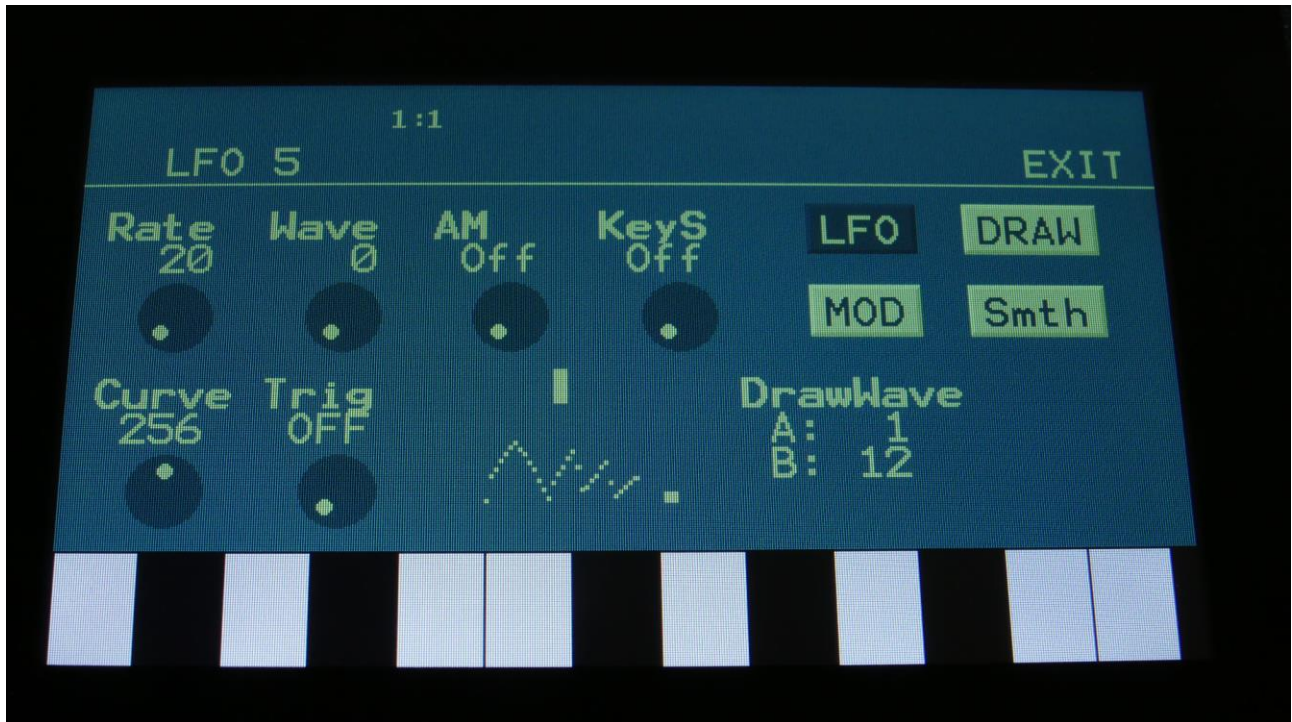 1:1
LFO 5 EXIT
Rate Wave AM KeyS LFO DRAW
20 0 Off Off
MOD Smth
Curve Trig DrawWave
256 OFF A: 1
B: 12